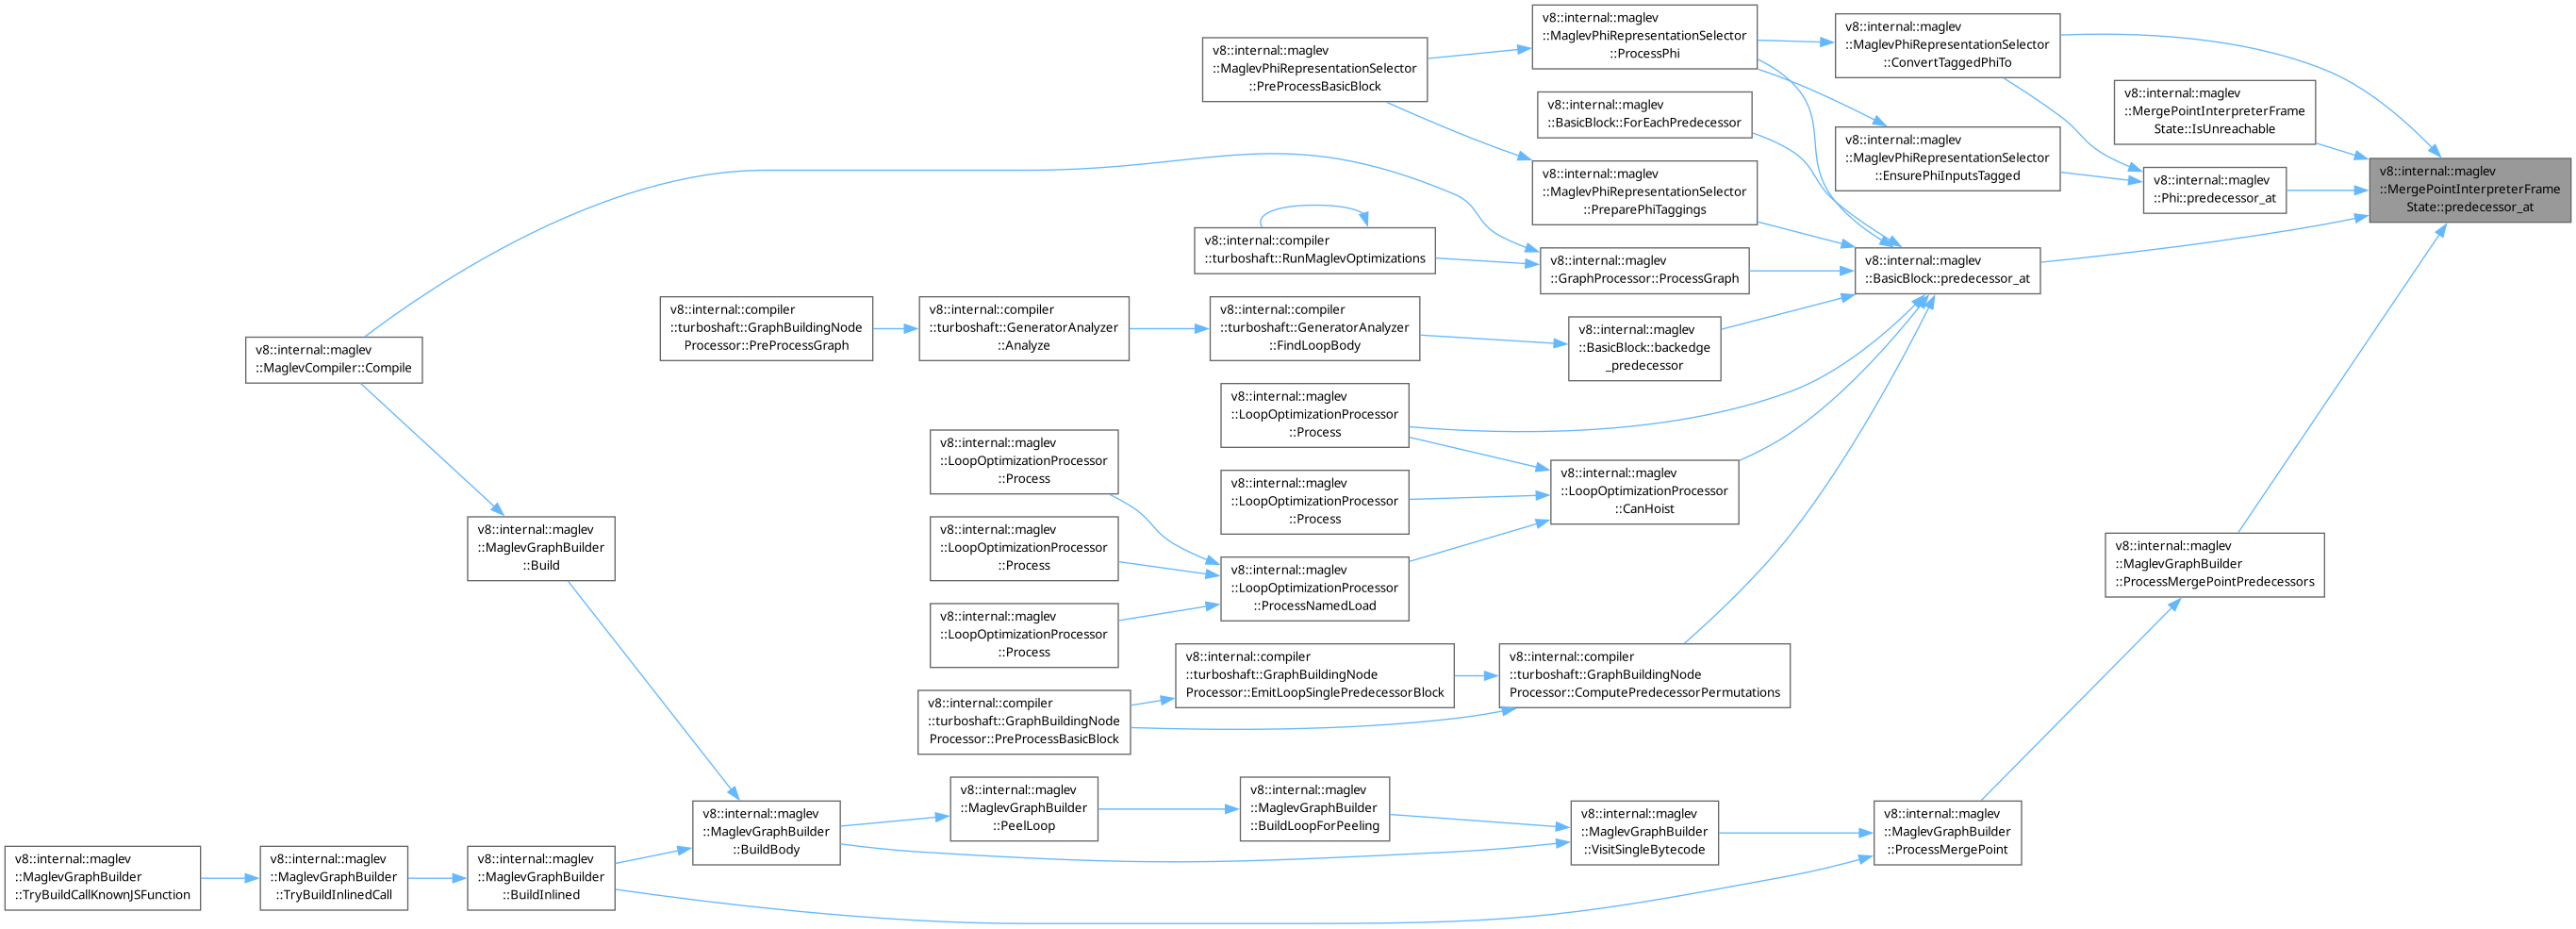 v8::internal::maglev
::MergePointInterpreterFrame
State::predecessor_at
v8::internal::maglev
::MaglevPhiRepresentationSelector
::ConvertTaggedPhiTo
v8::internal::maglev
::MergePointInterpreterFrame
State::IsUnreachable
v8::internal::maglev
::Phi::predecessor_at
v8::internal::maglev
::MaglevPhiRepresentationSelector
::EnsurePhiInputsTagged
v8::internal::maglev
::BasicBlock::predecessor_at
v8::internal::maglev
::MaglevPhiRepresentationSelector
::ProcessPhi
v8::internal::maglev
::MaglevPhiRepresentationSelector
::PreProcessBasicBlock
v8::internal::maglev
::BasicBlock::ForEachPredecessor
v8::internal::maglev
::MaglevPhiRepresentationSelector
::PreparePhiTaggings
v8::internal::maglev
::GraphProcessor::ProcessGraph
v8::internal::compiler
::turboshaft::RunMaglevOptimizations
v8::internal::maglev
::MaglevCompiler::Compile
v8::internal::maglev
::BasicBlock::backedge
_predecessor
v8::internal::compiler
::turboshaft::GeneratorAnalyzer
::FindLoopBody
v8::internal::compiler
::turboshaft::GeneratorAnalyzer
::Analyze
v8::internal::compiler
::turboshaft::GraphBuildingNode
Processor::PreProcessGraph
v8::internal::maglev
::LoopOptimizationProcessor
::Process
v8::internal::maglev
::LoopOptimizationProcessor
::CanHoist
v8::internal::maglev
::LoopOptimizationProcessor
::Process
v8::internal::maglev
::LoopOptimizationProcessor
::ProcessNamedLoad
v8::internal::maglev
::LoopOptimizationProcessor
::Process
v8::internal::maglev
::LoopOptimizationProcessor
::Process
v8::internal::maglev
::LoopOptimizationProcessor
::Process
v8::internal::compiler
::turboshaft::GraphBuildingNode
Processor::ComputePredecessorPermutations
v8::internal::compiler
::turboshaft::GraphBuildingNode
Processor::EmitLoopSinglePredecessorBlock
v8::internal::compiler
::turboshaft::GraphBuildingNode
Processor::PreProcessBasicBlock
v8::internal::maglev
::MaglevGraphBuilder
::ProcessMergePointPredecessors
v8::internal::maglev
::MaglevGraphBuilder
::ProcessMergePoint
v8::internal::maglev
::MaglevGraphBuilder
::VisitSingleBytecode
v8::internal::maglev
::MaglevGraphBuilder
::BuildLoopForPeeling
v8::internal::maglev
::MaglevGraphBuilder
::PeelLoop
v8::internal::maglev
::MaglevGraphBuilder
::BuildBody
v8::internal::maglev
::MaglevGraphBuilder
::Build
v8::internal::maglev
::MaglevGraphBuilder
::BuildInlined
v8::internal::maglev
::MaglevGraphBuilder
::TryBuildInlinedCall
v8::internal::maglev
::MaglevGraphBuilder
::TryBuildCallKnownJSFunction